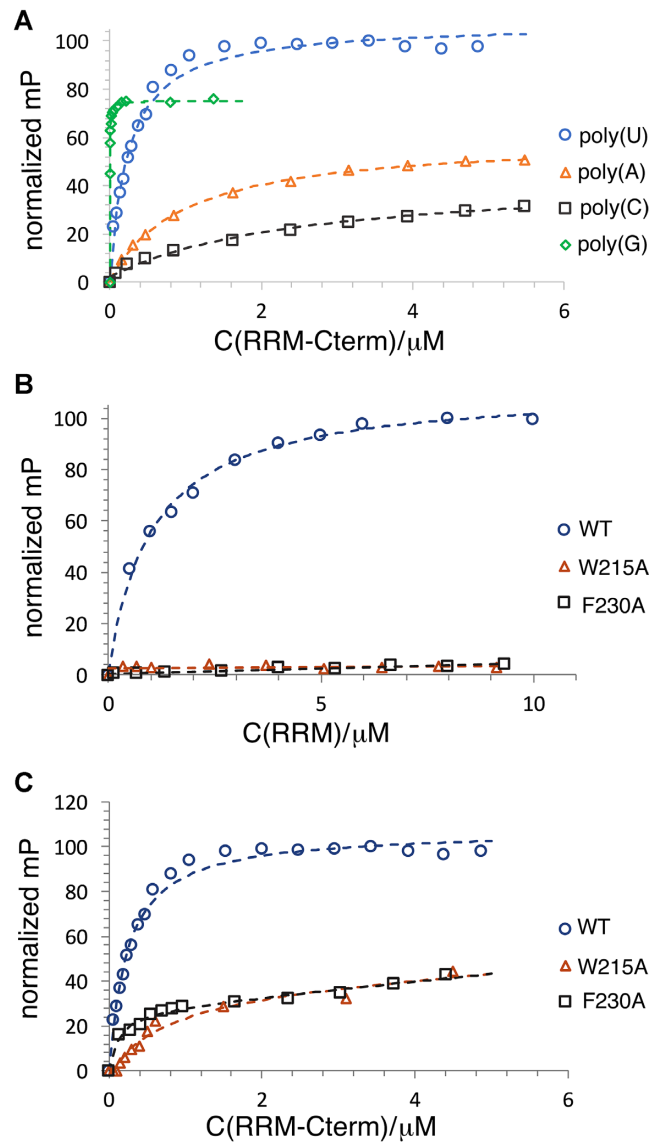 A
normalized mP
100
80
60
40
20
0
0 2 4 6
C(RRM-Cterm)/μM
poly(U)
poly(A)
poly(C)
poly(G)
B
normalized mP
100
80
60
40
20
0
0 5 10
C(RRM)/μM
WT
W215A
F230A
C
normalized mP
120
100
80
60
40
20
0
0 2 4 6
C(RRM-Cterm)/μM
WT
W215A
F230A